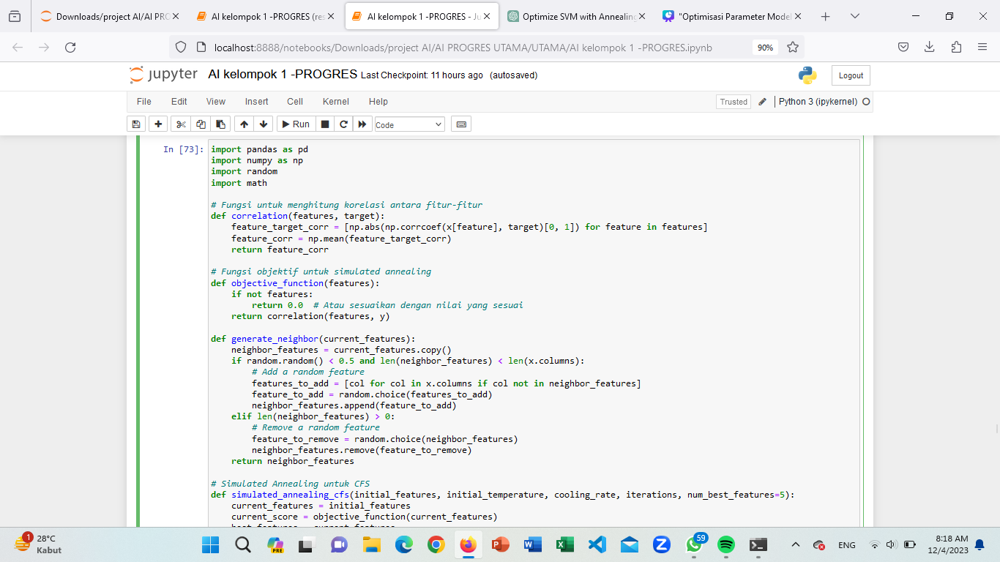 Downloads/project AI/AI PRO
AI kelompok 1 -PROGRES (res
AI kelompok 1 -PROGRES - Ju
Optimize SVM with Annealing
"Optimisasi Parameter Model
localhost:8888/notebooks/Downloads/project AI/AI PROGRES UTAMA/UTAMA/AI kelompok 1 -PROGRES.ipynb
90%
jupyter AI kelompok 1 -PROGRES Last Checkpoint: 11 hours ago (autosaved)
Logout
File Edit View Insert Cell Kernel Help
Trusted Python 3 (ipykernel)
Run Code
In [73]:
import pandas as pd
import numpy as np
import random
import math
# Fungsi untuk menghitung korelasi antara fitur-fitur
def correlation(features, target):
    feature_target_corr = [np.abs(np.corrcoef(x[feature], target)[0, 1]) for feature in features]
    feature_corr = np.mean(feature_target_corr)
    return feature_corr
# Fungsi objektif untuk simulated annealing
def objective_function(features):
    if not features:
        return 0.0  # Atau sesuaikan dengan nilai yang sesuai
    return correlation(features, y)
def generate_neighbor(current_features):
    neighbor_features = current_features.copy()
    if random.random() < 0.5 and len(neighbor_features) < len(x.columns):
        # Add a random feature
        features_to_add = [col for col in x.columns if col not in neighbor_features]
        feature_to_add = random.choice(features_to_add)
        neighbor_features.append(feature_to_add)
    elif len(neighbor_features) > 0:
        # Remove a random feature
        feature_to_remove = random.choice(neighbor_features)
        neighbor_features.remove(feature_to_remove)
    return neighbor_features
# Simulated Annealing untuk CFS
def simulated_annealing_cfs(initial_features, initial_temperature, cooling_rate, iterations, num_best_features=5):
    current_features = initial_features
    current_score = objective_function(current_features)
1
28°C
Kabut
PRE
59
ENG
8:18 AM
12/4/2023